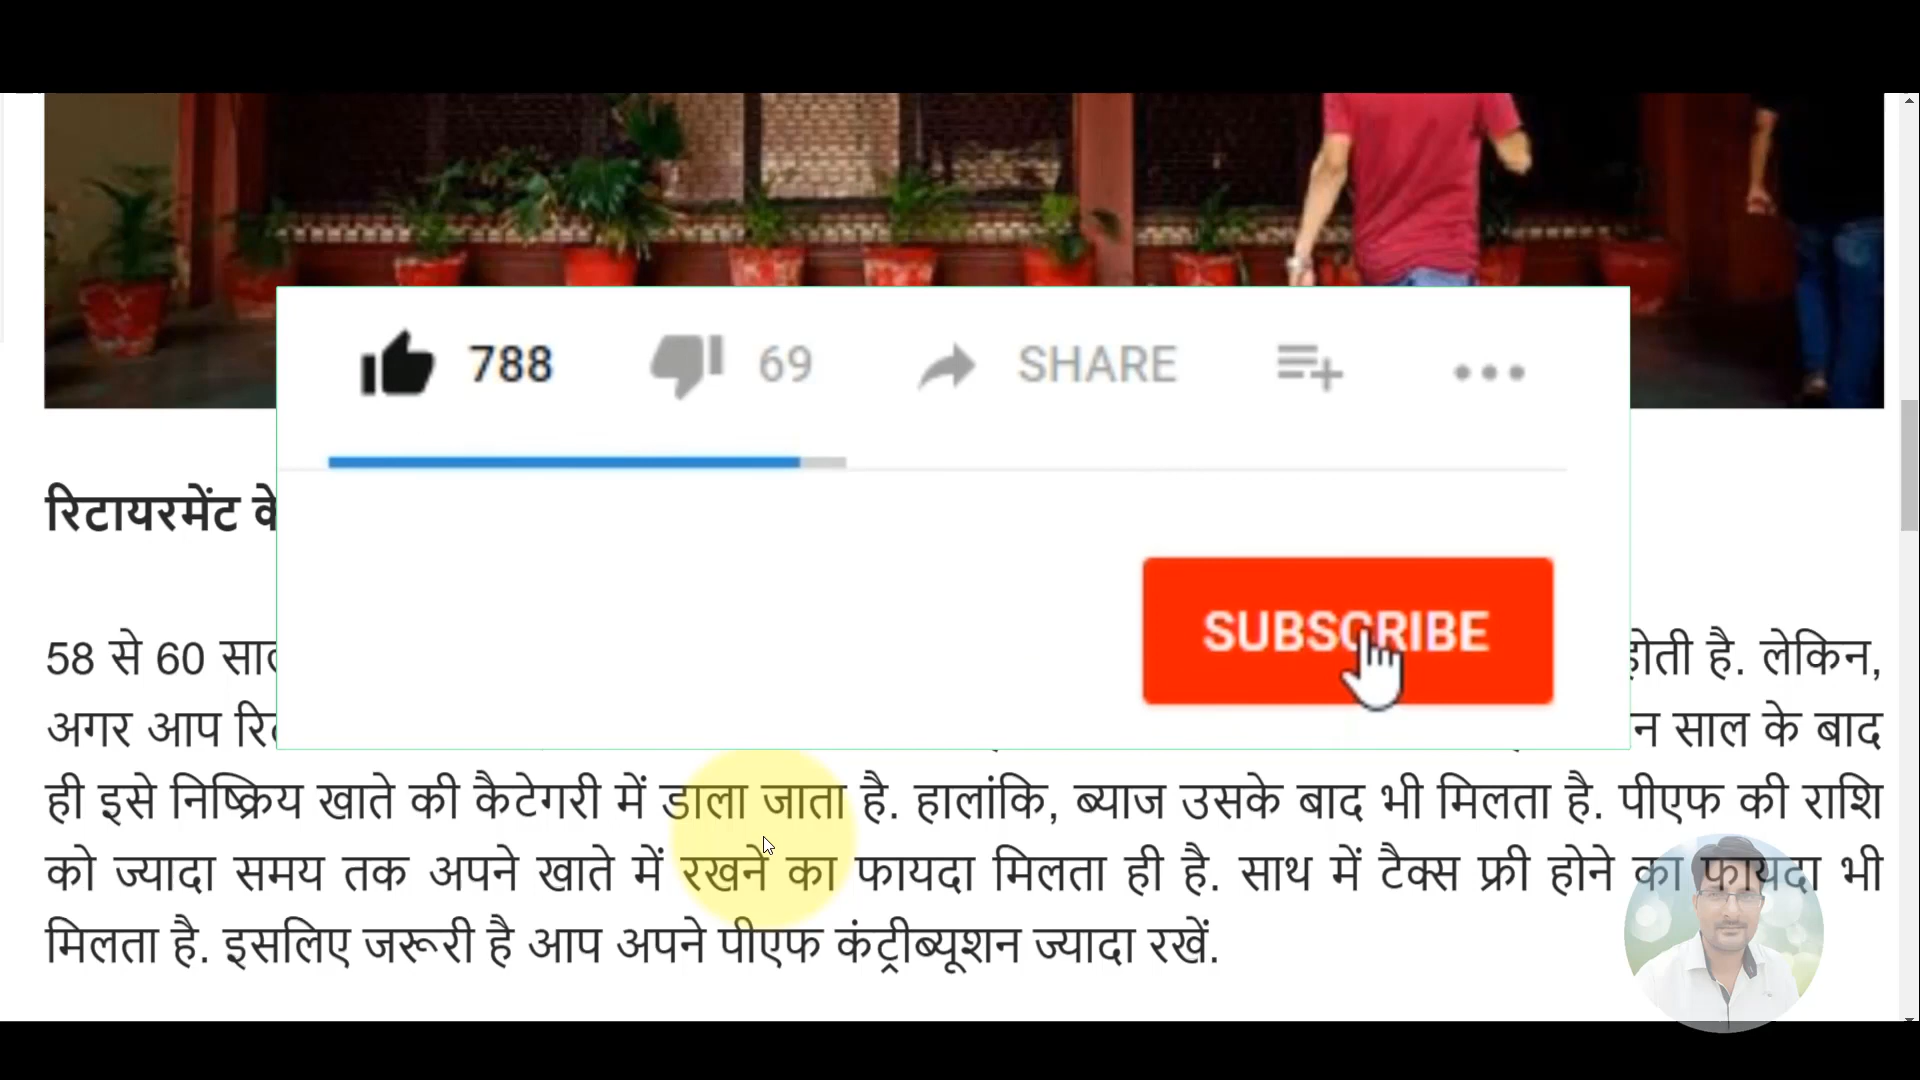 788 69 SHARE
रिटायरमेंट
SUBSCRIBE
58 से 60 होती है. लेकिन,
अगर आप साल के बाद
ही इसे निष्क्रिय खाते की कैटेगरी में डाला जाता है. हालांकि, ब्याज उसके बाद भी मिलता है. पीएफ की राशि
को ज्यादा समय तक अपने खाते में रखने का फायदा मिलता ही है. साथ में टैक्स फ्री होने का फायदा भी
मिलता है. इसलिए जरूरी है आप अपने पीएफ कंट्रीब्यूशन ज्यादा रखें.